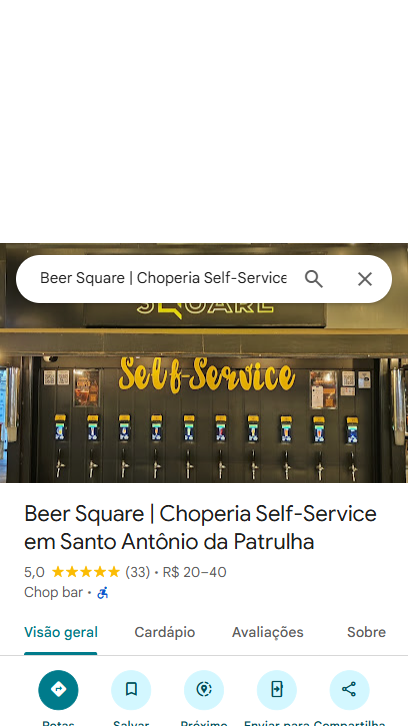 Beer Square | Choperia Self-Service
SQUARE
Self-Service
Beer Square | Choperia Self-Service
em Santo Antônio da Patrulha
5,0 ★★★★★ (33) • R$ 20–40
Chop bar •
Visão geral Cardápio Avaliações Sobre
Rotas Salvar Próximo Enviar para Compartilha